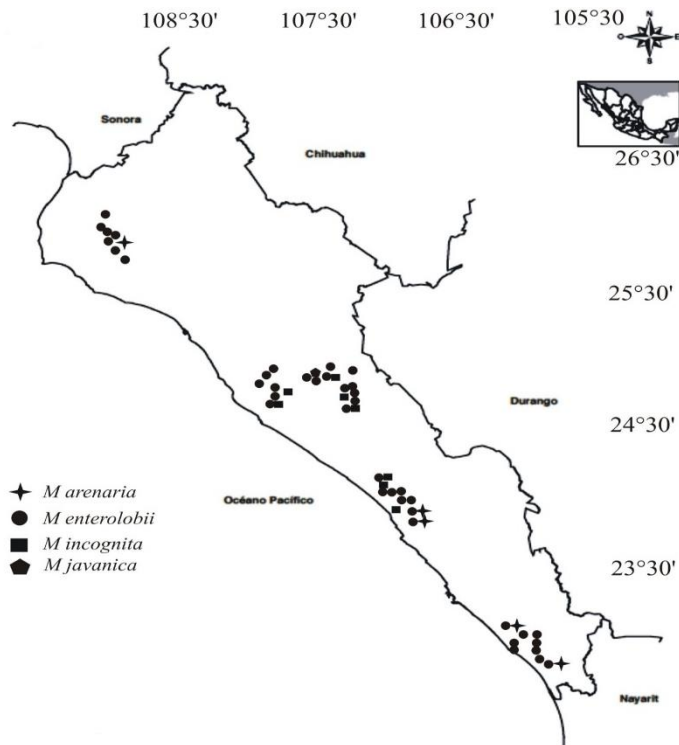 108°30' 107°30' 106°30' 105°30'
N
O E
S
Sonora
Chihuahua
26°30'
25°30'
Durango
24°30'
M arenaria
M enterolobii
M incognita
M javanica
Océano Pacífico
23°30'
Nayarit